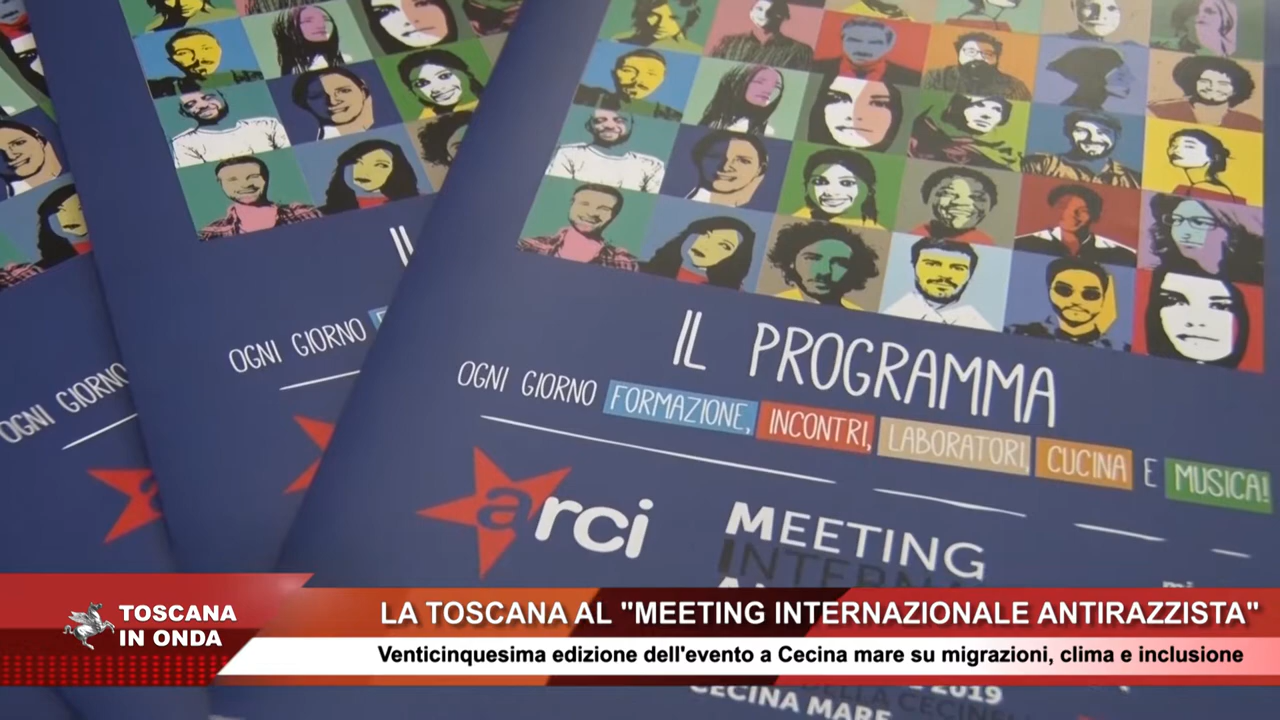 IL
OGNI GIORNO
OGNI GIORNO
IL PROGRAMMA
OGNI GIORNO FORMAZIONE, INCONTRI, LABORATORI, CUCINA E MUSICA!
arci
MEETING
TOSCANA
IN ONDA
LA TOSCANA AL "MEETING INTERNAZIONALE ANTIRAZZISTA"
Venticinquesima edizione dell'evento a Cecina mare su migrazioni, clima e inclusione
2019
CECINA MARE